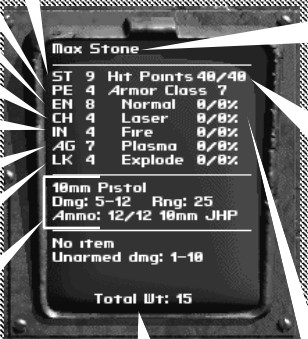 Max Stone
ST 9 Hit Points 40/40
PE 4 Armor Class 7
EN 8 Normal 0/0%
CH 4 Laser 0/0%
IN 4 Fire 0/0%
AG 7 Plasma 0/0%
LK 4 Explode 0/0%
10mm Pistol
Dmg: 5-12 Rng: 25
Ammo: 12/12 10mm JHP
No item
Unarmed dmg: 1-10
Total Wt: 15